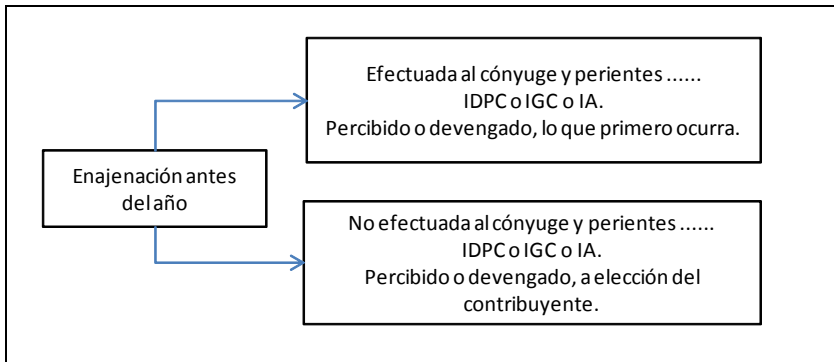 Efectuada al cónyuge y perientes ......
IDPC o IGC o IA.
Percibido o devengado, lo que primero ocurra.
Enajenación antes
del año
No efectuada al cónyuge y perientes ......
IDPC o IGC o IA.
Percibido o devengado, a elección del
contribuyente.